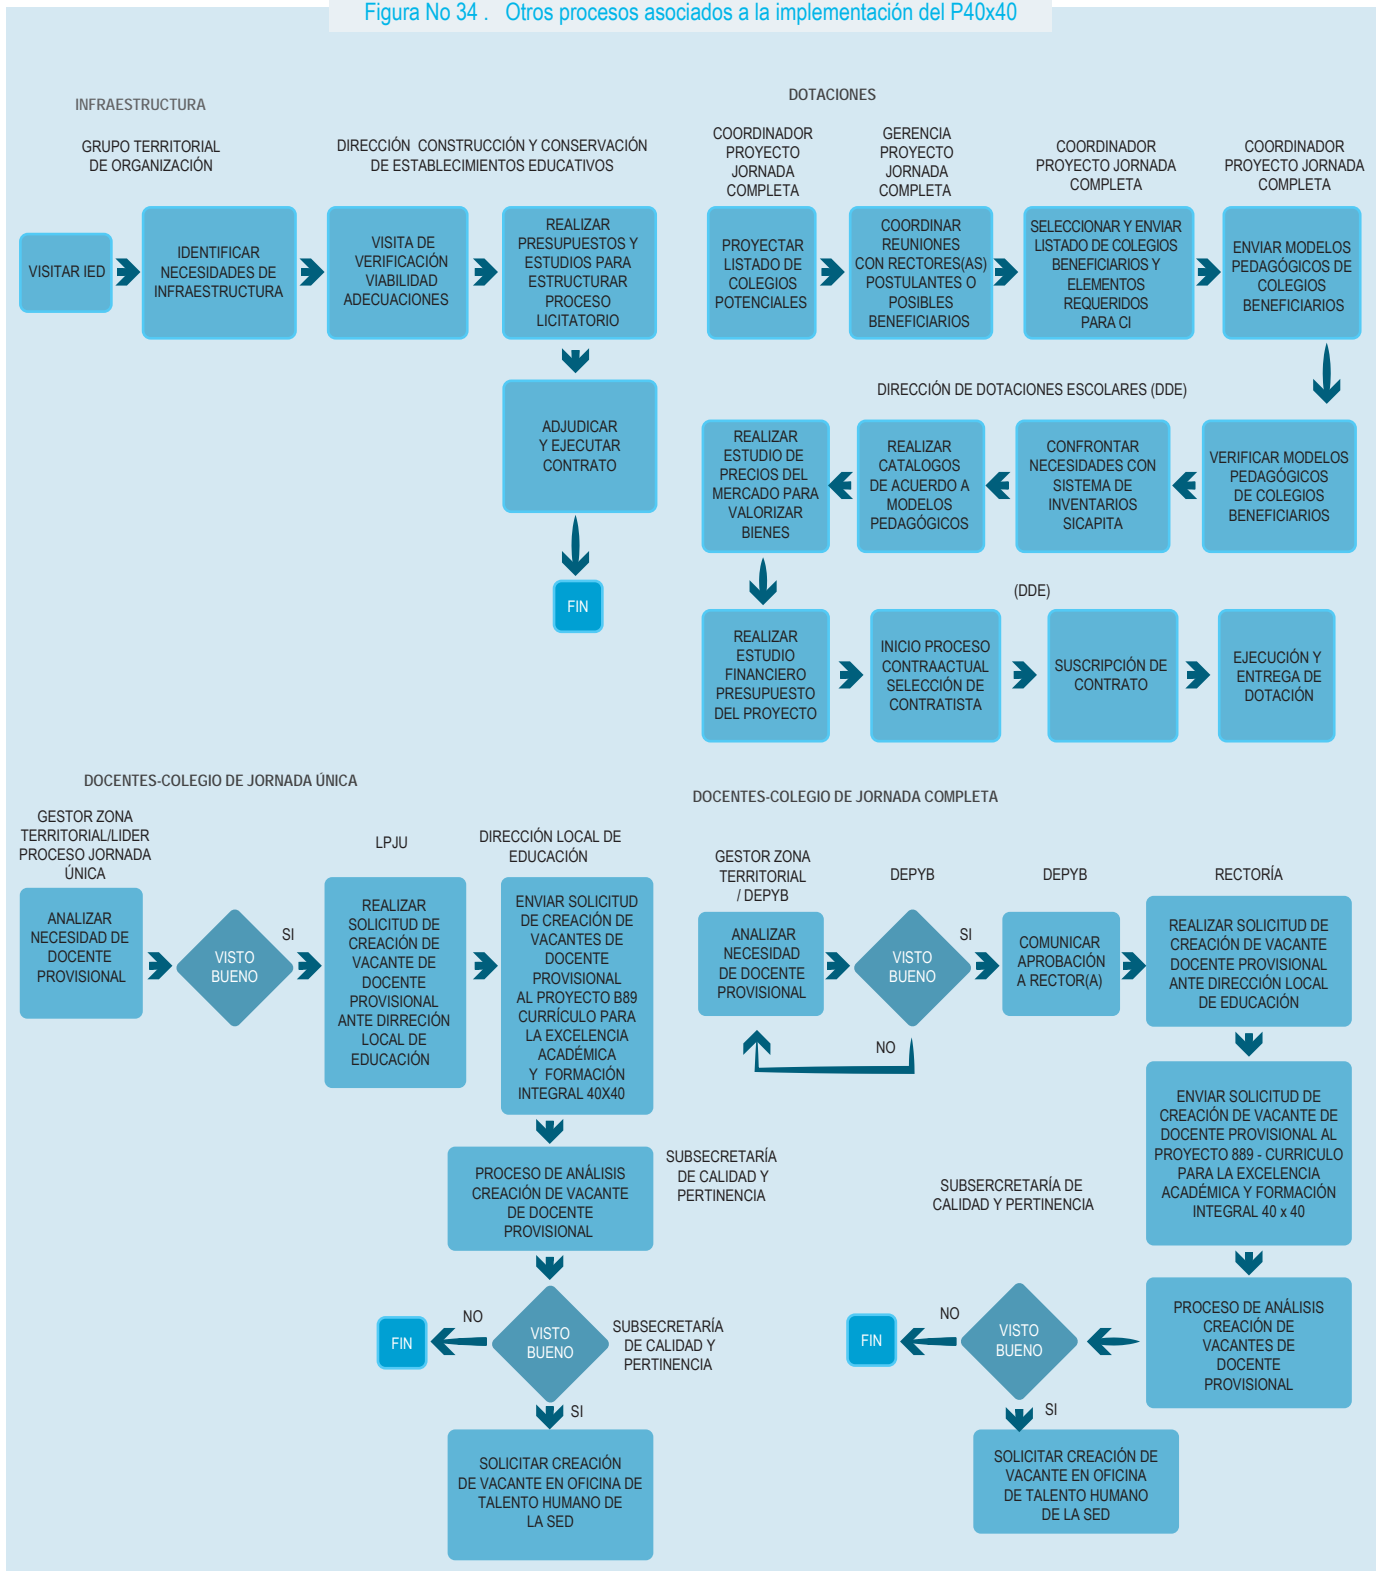 Figura No 34 .   Otros procesos asociados a la implementación del P40x40
INFRAESTRUCTURA
GRUPO TERRITORIAL
DE ORGANIZACIÓN
DIRECCIÓN  CONSTRUCCIÓN Y CONSERVACIÓN
DE ESTABLECIMIENTOS EDUCATIVOS
VISITAR IED
IDENTIFICAR
NECESIDADES DE
INFRAESTRUCTURA
VISITA DE
VERIFICACIÓN
VIABILIDAD
ADECUACIONES
REALIZAR
PRESUPUESTOS Y
ESTUDIOS PARA
ESTRUCTURAR
PROCESO
LICITATORIO
ADJUDICAR
Y EJECUTAR
CONTRATO
FIN
DOTACIONES
COORDINADOR
PROYECTO
JORNADA
COMPLETA
GERENCIA
PROYECTO
JORNADA
COMPLETA
COORDINADOR
PROYECTO JORNADA
COMPLETA
COORDINADOR
PROYECTO JORNADA
COMPLETA
PROYECTAR
LISTADO DE
COLEGIOS
POTENCIALES
COORDINAR
REUNIONES
CON RECTORES(AS)
POSTULANTES O
POSIBLES
BENEFICIARIOS
SELECCIONAR Y ENVIAR
LISTADO DE COLEGIOS
BENEFICIARIOS Y
ELEMENTOS
REQUERIDOS
PARA CI
ENVIAR MODELOS
PEDAGÓGICOS DE
COLEGIOS
BENEFICIARIOS
DIRECCIÓN DE DOTACIONES ESCOLARES (DDE)
REALIZAR
ESTUDIO DE
PRECIOS DEL
MERCADO PARA
VALORIZAR
BIENES
REALIZAR
CATALOGOS
DE ACUERDO A
MODELOS
PEDAGÓGICOS
CONFRONTAR
NECESIDADES CON
SISTEMA DE
INVENTARIOS
SICAPITA
VERIFICAR MODELOS
PEDAGÓGICOS
DE COLEGIOS
BENEFICIARIOS
(DDE)
REALIZAR
ESTUDIO
FINANCIERO
PRESUPUESTO
DEL PROYECTO
INICIO PROCESO
CONTRAACTUAL
SELECCIÓN DE
CONTRATISTA
SUSCRIPCIÓN DE
CONTRATO
EJECUCIÓN Y
ENTREGA DE
DOTACIÓN
DOCENTES-COLEGIO DE JORNADA ÚNICA
GESTOR ZONA
TERRITORIAL/LIDER
PROCESO JORNADA
ÚNICA
LPJU
DIRECCIÓN LOCAL DE
EDUCACIÓN
ANALIZAR
NECESIDAD DE
DOCENTE
PROVISIONAL
VISTO
BUENO
SI
REALIZAR
SOLICITUD DE
CREACIÓN DE
VACANTE DE
DOCENTE
PROVISIONAL
ANTE DIRRECIÓN
LOCAL DE
EDUCACIÓN
ENVIAR SOLICITUD
DE CREACIÓN DE
VACANTES DE
DOCENTE
PROVISIONAL
AL PROYECTO B89
CURRÍCULO PARA
LA EXCELENCIA
ACADÉMICA
Y  FORMACIÓN
INTEGRAL 40X40
PROCESO DE ANÁLISIS
CREACIÓN DE VACANTE
DE DOCENTE
PROVISIONAL
SUBSECRETARÍA
DE CALIDAD Y
PERTINENCIA
FIN
NO
VISTO
BUENO
SUBSECRETARÍA
DE CALIDAD Y
PERTINENCIA
SI
SOLICITAR CREACIÓN
DE VACANTE EN OFICINA DE
TALENTO HUMANO DE
LA SED
DOCENTES-COLEGIO DE JORNADA COMPLETA
GESTOR ZONA
TERRITORIAL
/ DEPYB
DEPYB
DEPYB
RECTORÍA
ANALIZAR
NECESIDAD
DE DOCENTE
PROVISIONAL
VISTO
BUENO
SI
NO
COMUNICAR
APROBACIÓN
A RECTOR(A)
REALIZAR SOLICITUD DE
CREACIÓN DE VACANTE
DOCENTE PROVISIONAL
ANTE DIRECCIÓN LOCAL
DE EDUCACIÓN
ENVIAR SOLICITUD DE
CREACIÓN DE VACANTE DE
DOCENTE PROVISIONAL AL
PROYECTO 889 - CURRICULO
PARA LA EXCELENCIA
ACADÉMICA Y FORMACIÓN
INTEGRAL 40 x 40
SUBSERCRETARÍA DE
CALIDAD Y PERTINENCIA
PROCESO DE ANÁLISIS
CREACIÓN DE
VACANTES DE
DOCENTE
PROVISIONAL
FIN
NO
VISTO
BUENO
SI
SOLICITAR CREACIÓN DE
VACANTE EN OFICINA
DE TALENTO HUMANO
DE LA SED